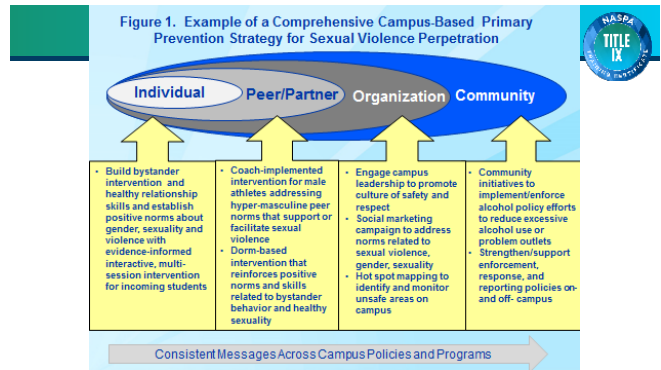 Figure 1. Example of a Comprehensive Campus-Based Primary
Prevention Strategy for Sexual Violence Perpetration
NASPA
TITLE
IX
TRAINING CERTIFICATE
Individual
Peer/Partner
Organization
Community
• Build bystander
intervention and
healthy relationship
skills and establish
positive norms about
gender, sexuality and
violence with
evidence-informed
interactive, multi-
session intervention
for incoming students
• Coach-implemented
intervention for male
athletes addressing
hyper-masculine peer
norms that support or
facilitate sexual
violence
• Dorm-based
intervention that
reinforces positive
norms and skills
related to bystander
behavior and healthy
sexuality
• Engage campus
leadership to promote
culture of safety and
respect
• Social marketing
campaign to address
norms related to
sexual violence,
gender, sexuality
• Hot spot mapping to
identify and monitor
unsafe areas on
campus
• Community
initiatives to
implement/enforce
alcohol policy efforts
to reduce excessive
alcohol use or
problem outlets
• Strengthen/support
enforcement,
response, and
reporting policies on-
and off- campus
Consistent Messages Across Campus Policies and Programs